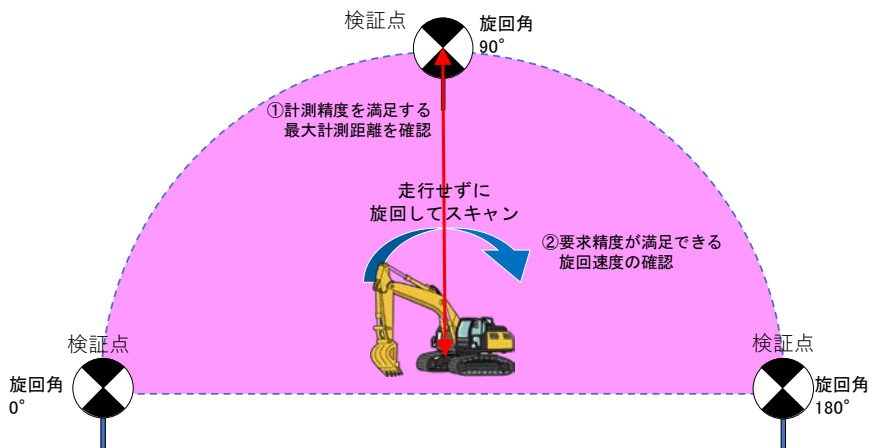 検証点
旋回角
90°
①計測精度を満足する
最大計測距離を確認
走行せずに
旋回してスキャン
②要求精度が満足できる
旋回速度の確認
検証点
旋回角
0°
検証点
旋回角
180°